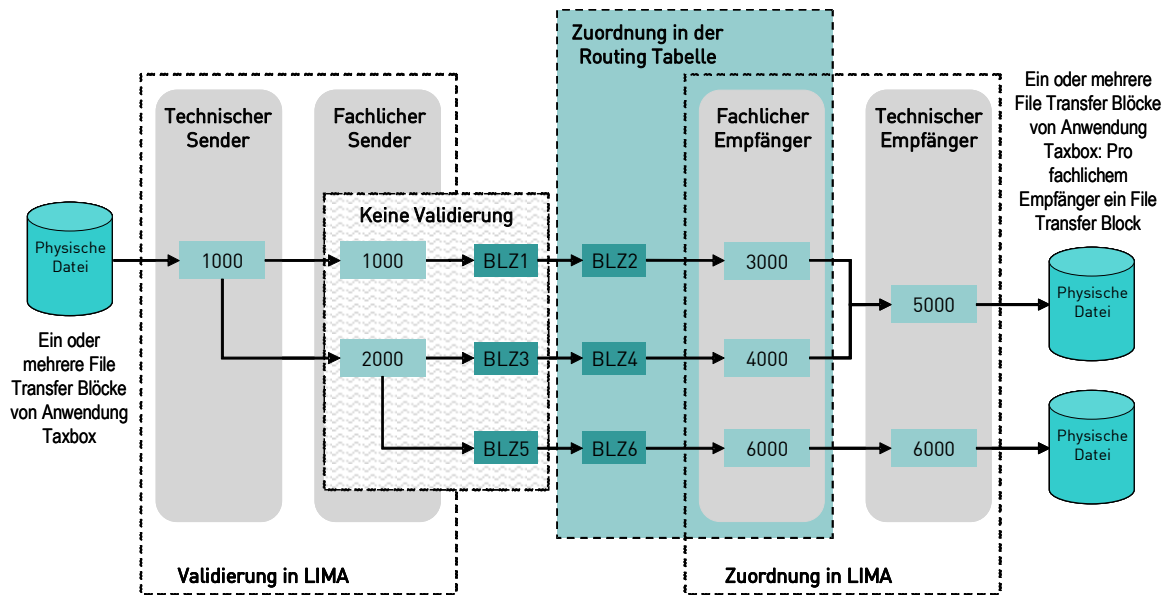 Zuordnung in der
Routing Tabelle
Technischer
Sender
Fachlicher
Sender
Fachlicher
Empfänger
Technischer
Empfänger
Ein oder mehrere
File Transfer Blöcke
von Anwendung
Taxbox: Pro
fachlichem
Empfänger ein File
Transfer Block
Keine Validierung
Physische
Datei
1000
1000
BLZ1
BLZ2
3000
5000
Physische
Datei
Ein oder
mehrere File
Transfer Blöcke
von Anwendung
Taxbox
2000
BLZ3
BLZ4
4000
BLZ5
BLZ6
6000
6000
Physische
Datei
Validierung in LIMA
Zuordnung in LIMA